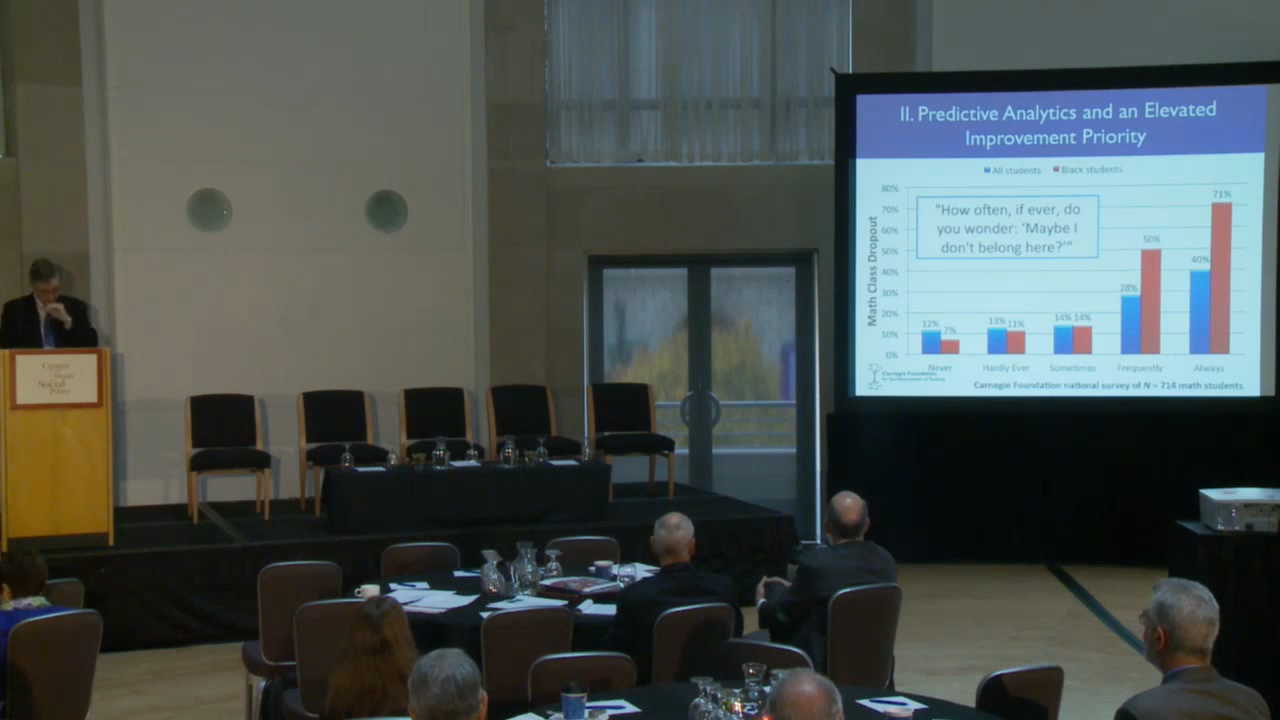 II. Predictive Analytics and an Elevated
Improvement Priority
All students Black students
"How often, if ever, do
you wonder: 'Maybe I
don't belong here?'"
Math Class Dropout
80%
70%
60%
50%
40%
30%
20%
10%
0%
12% 7%
13% 11%
14% 14%
28% 50%
40% 71%
Never Hardly Ever Sometimes Frequently Always
Carnegie Foundation
Carnegie Foundation national survey of N = 714 math students
Social
Policy